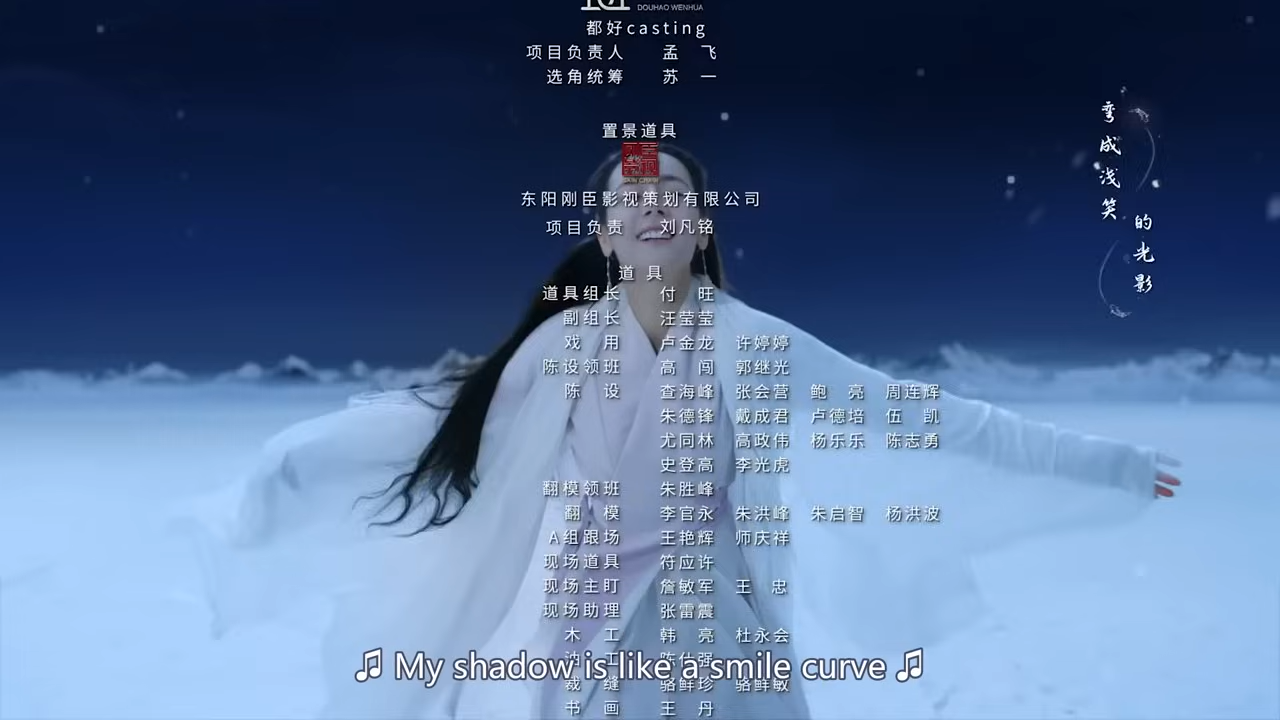 DOUHAO WENHUA
都好casting
项目负责人 孟 飞
选角统筹 苏 一
置景道具
东阳刚臣影视策划有限公司
项目负责 刘凡铭
道 具
道具组长 付 旺
副组长 汪莹莹
戏 用 卢金龙 许婷婷
陈设领班 高 闯 郭继光
陈 设 查海峰 张会营 鲍 亮 周连辉
朱德锋 戴成君 卢德培 伍 凯
尤同林 高政伟 杨乐乐 陈志勇
史登高 李光虎
翻模领班 朱胜峰
翻 模 李官永 朱洪峰 朱启智 杨洪波
A组跟场 王艳辉 师庆祥
现场道具 符应许
现场主盯 詹敏军 王 忠
现场助理 张雷震
木 工 韩 亮 杜永会
油 工 陈仕强
♫ My shadow is like a smile curve ♫
裁 缝 骆鲜珍 骆鲜敏
书 画 王 丹
弯成浅笑
的光影